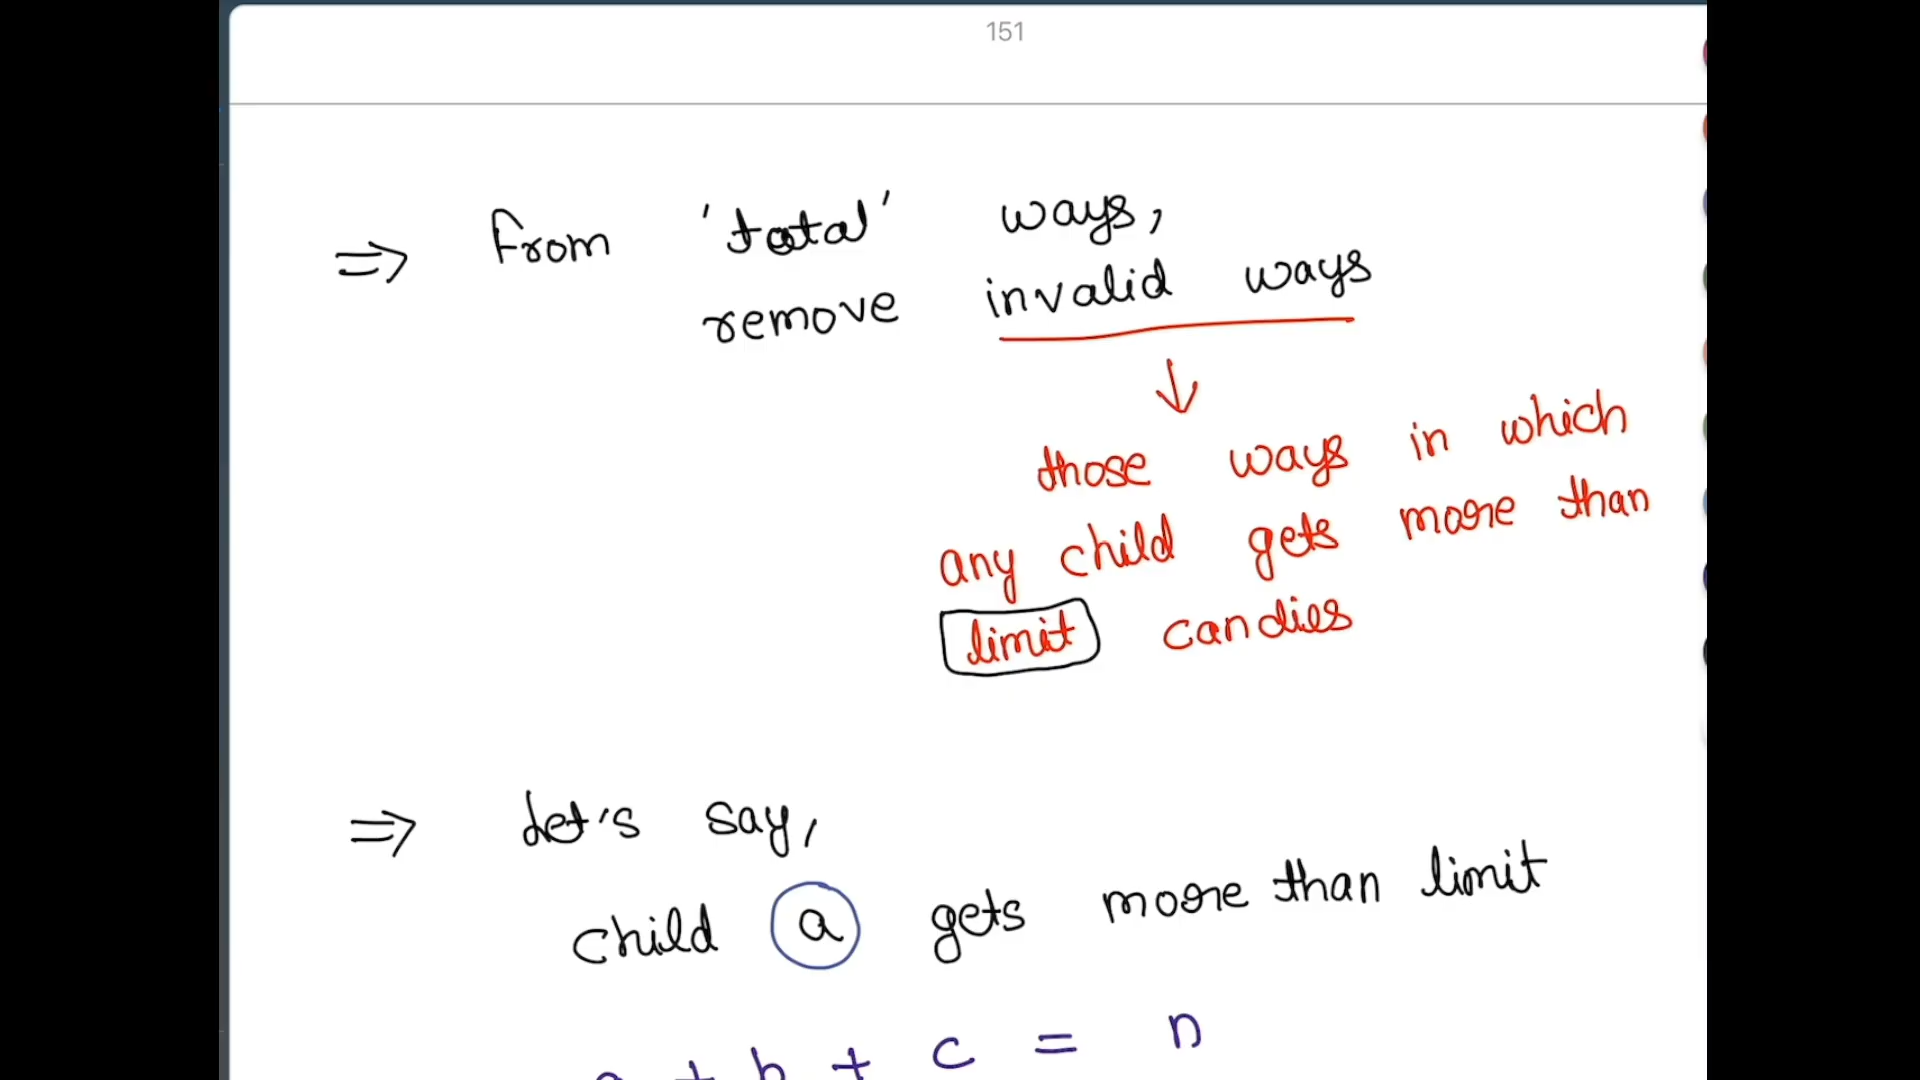 151
⇒ From 'total' ways,
remove invalid ways
↓
those ways in which
any child gets more than
limit candies
⇒ Let's say,
child a gets more than limit
a + b + c = n